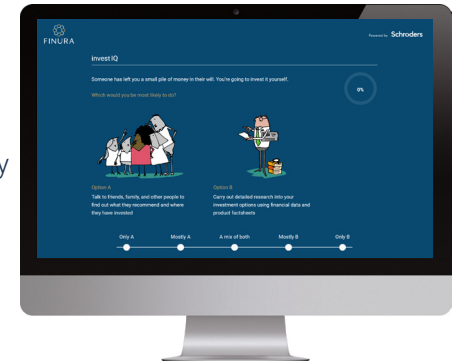 FINURA
Powered by Schroders
investIQ
Someone has left you a small pile of money in their will. You're going to invest it yourself.
Which would you be most likely to do?
0%
y
Option A
Talk to friends, family, and other people to
find out what they recommend and where
they have invested
Option B
Carry out detailed research into your
investment options using financial data and
product factsheets
Only A
Mostly A
A mix of both
Mostly B
Only B